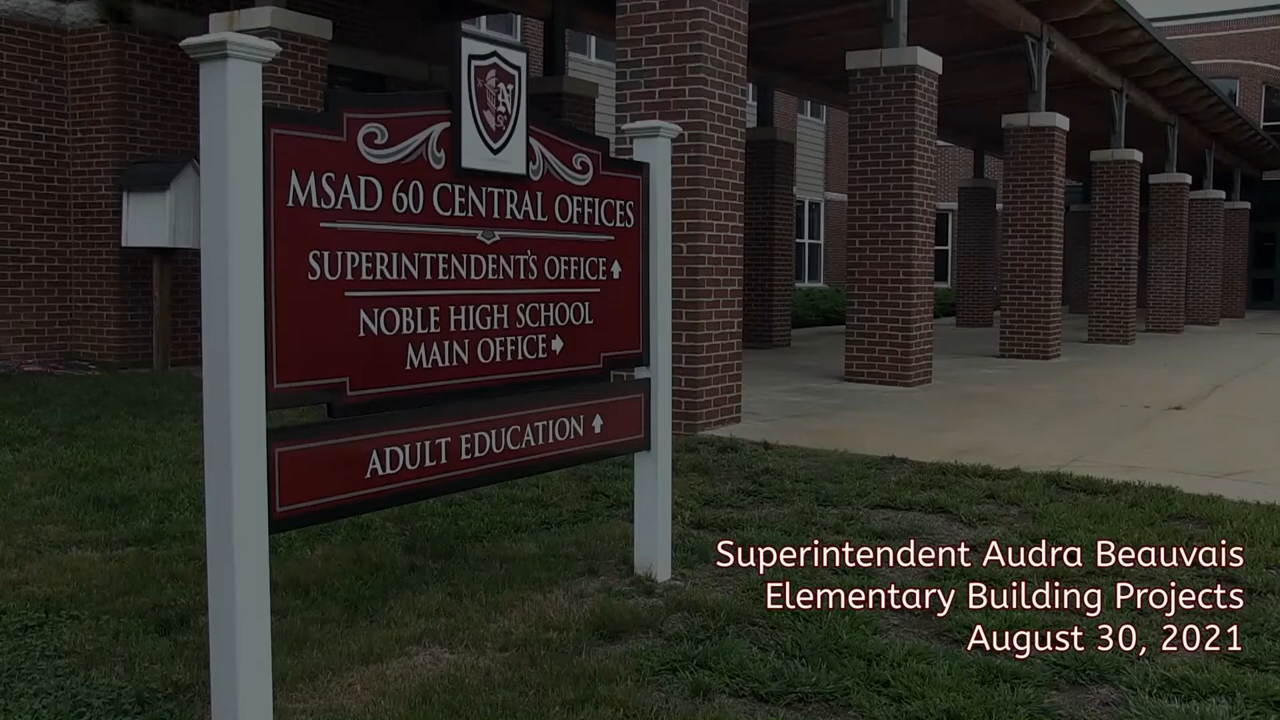 N
MSAD 60 CENTRAL OFFICES
SUPERINTENDENT'S OFFICE
NOBLE HIGH SCHOOL
MAIN OFFICE
ADULT EDUCATION
Superintendent Audra Beauvais
Elementary Building Projects
August 30, 2021